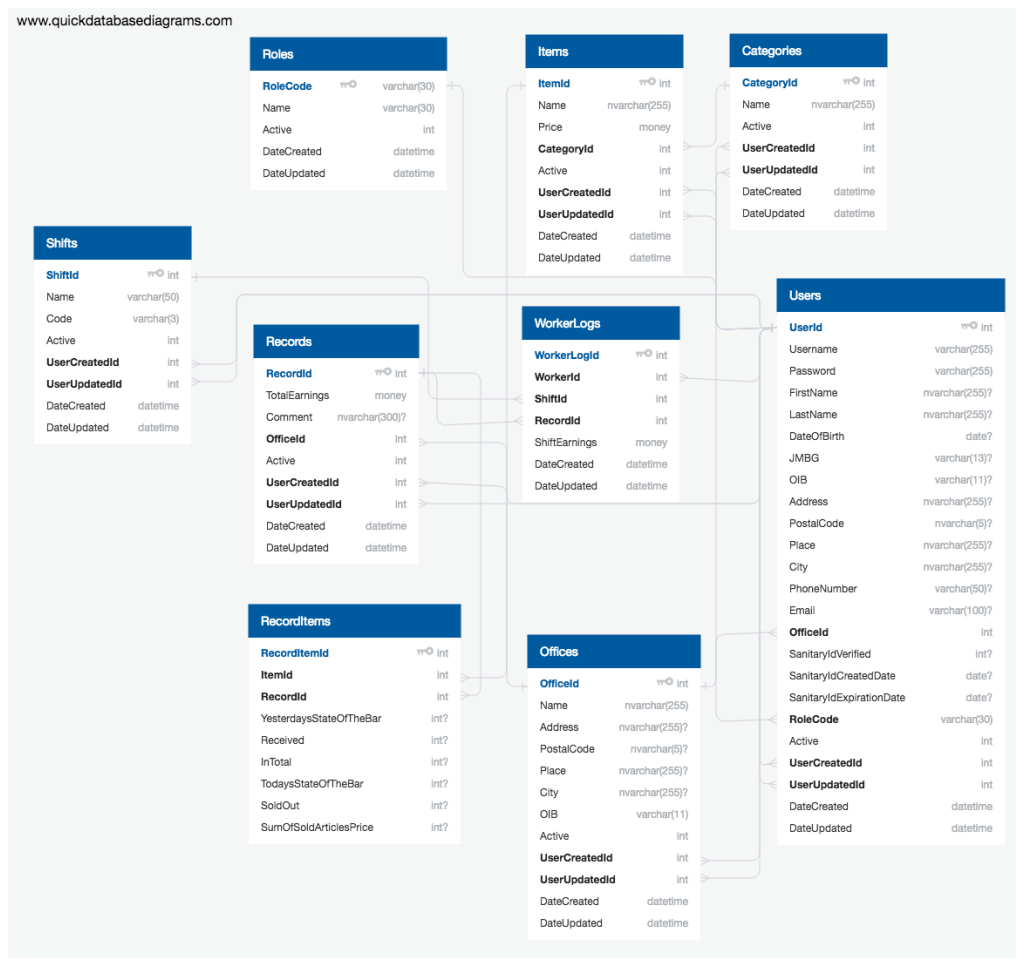 www.quickdatabasediagrams.com
Roles
RoleCode varchar(30)
Name varchar(30)
Active int
DateCreated datetime
DateUpdated datetime
Items
ItemId int
Name nvarchar(255)
Price money
CategoryId int
Active int
UserCreatedId int
UserUpdatedId int
DateCreated datetime
DateUpdated datetime
Categories
CategoryId int
Name nvarchar(255)
Active int
UserCreatedId int
UserUpdatedId int
DateCreated datetime
DateUpdated datetime
Shifts
ShiftId int
Name varchar(50)
Code varchar(3)
Active int
UserCreatedId int
UserUpdatedId int
DateCreated datetime
DateUpdated datetime
Records
RecordId int
TotalEarnings money
Comment nvarchar(300)?
OfficeId int
Active int
UserCreatedId int
UserUpdatedId int
DateCreated datetime
DateUpdated datetime
WorkerLogs
WorkerLogId int
WorkerId int
ShiftId int
RecordId int
ShiftEarnings money
DateCreated datetime
DateUpdated datetime
Users
UserId int
Username varchar(255)
Password varchar(255)
FirstName nvarchar(255)?
LastName nvarchar(255)?
DateOfBirth date?
JMBG varchar(13)?
OIB varchar(11)?
Address nvarchar(255)?
PostalCode nvarchar(5)?
Place nvarchar(255)?
City nvarchar(255)?
PhoneNumber varchar(50)?
Email varchar(100)?
OfficeId int
SanitaryIdVerified int?
SanitaryIdCreatedDate date?
SanitaryIdExpirationDate date?
RoleCode varchar(30)
Active int
UserCreatedId int
UserUpdatedId int
DateCreated datetime
DateUpdated datetime
RecordItems
RecordItemId int
ItemId int
RecordId int
YesterdaysStateOfTheBar int?
Received int?
InTotal int?
TodaysStateOfTheBar int?
SoldOut int?
SumOfSoldArticlesPrice int?
Offices
OfficeId int
Name nvarchar(255)
Address nvarchar(255)?
PostalCode nvarchar(5)?
Place nvarchar(255)?
City nvarchar(255)?
OIB varchar(11)
Active int
UserCreatedId int
UserUpdatedId int
DateCreated datetime
DateUpdated datetime